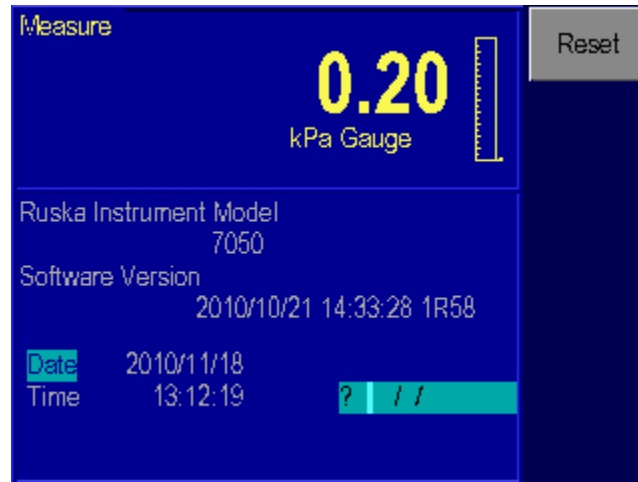 Measure
Reset
0.20
kPa Gauge
Ruska Instrument Model
7050
Software Version
2010/10/21 14:33:28 1R58
Date 2010/11/18
Time 13:12:19 ? / /